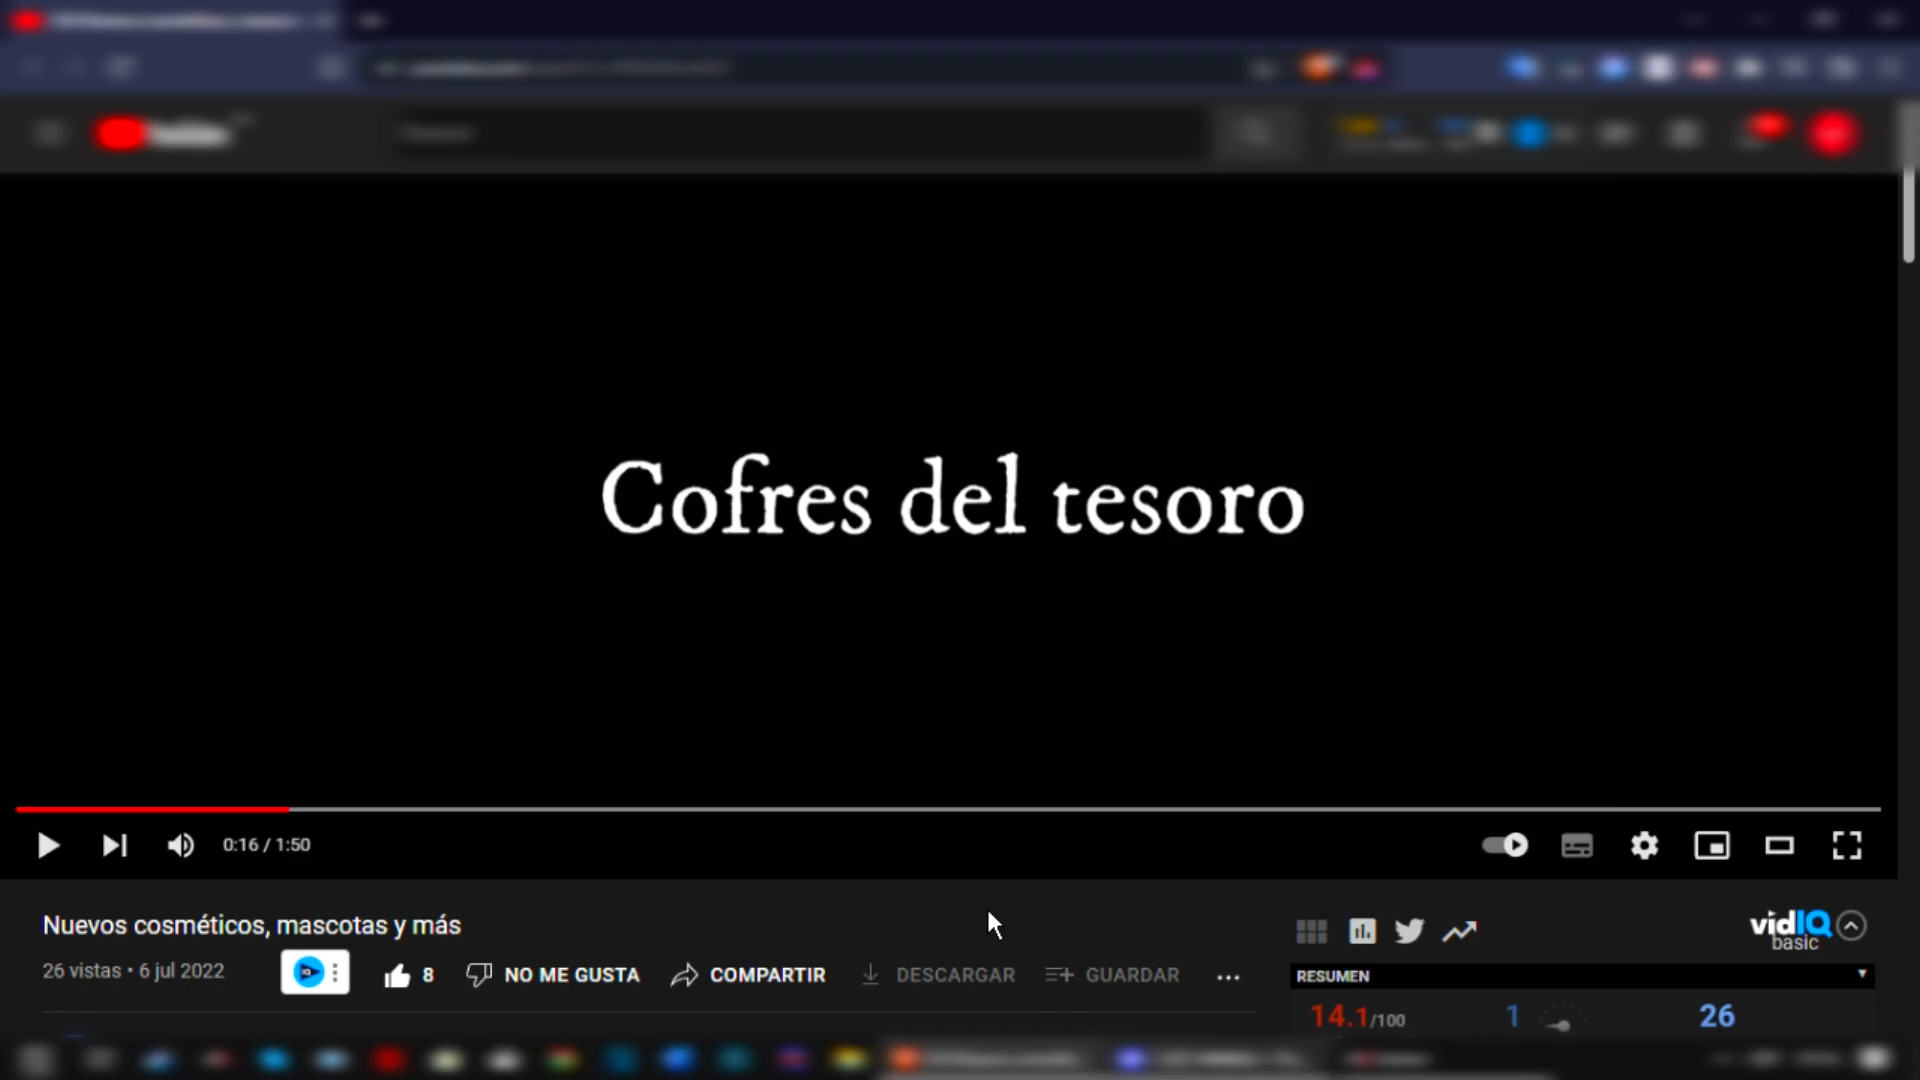 Cofres del tesoro
0:16 / 1:50
Nuevos cosméticos, mascotas y más
26 vistas • 6 jul 2022
8
NO ME GUSTA
COMPARTIR
DESCARGAR
GUARDAR
vidIQ
basic
RESUMEN
14.1/100
1
26